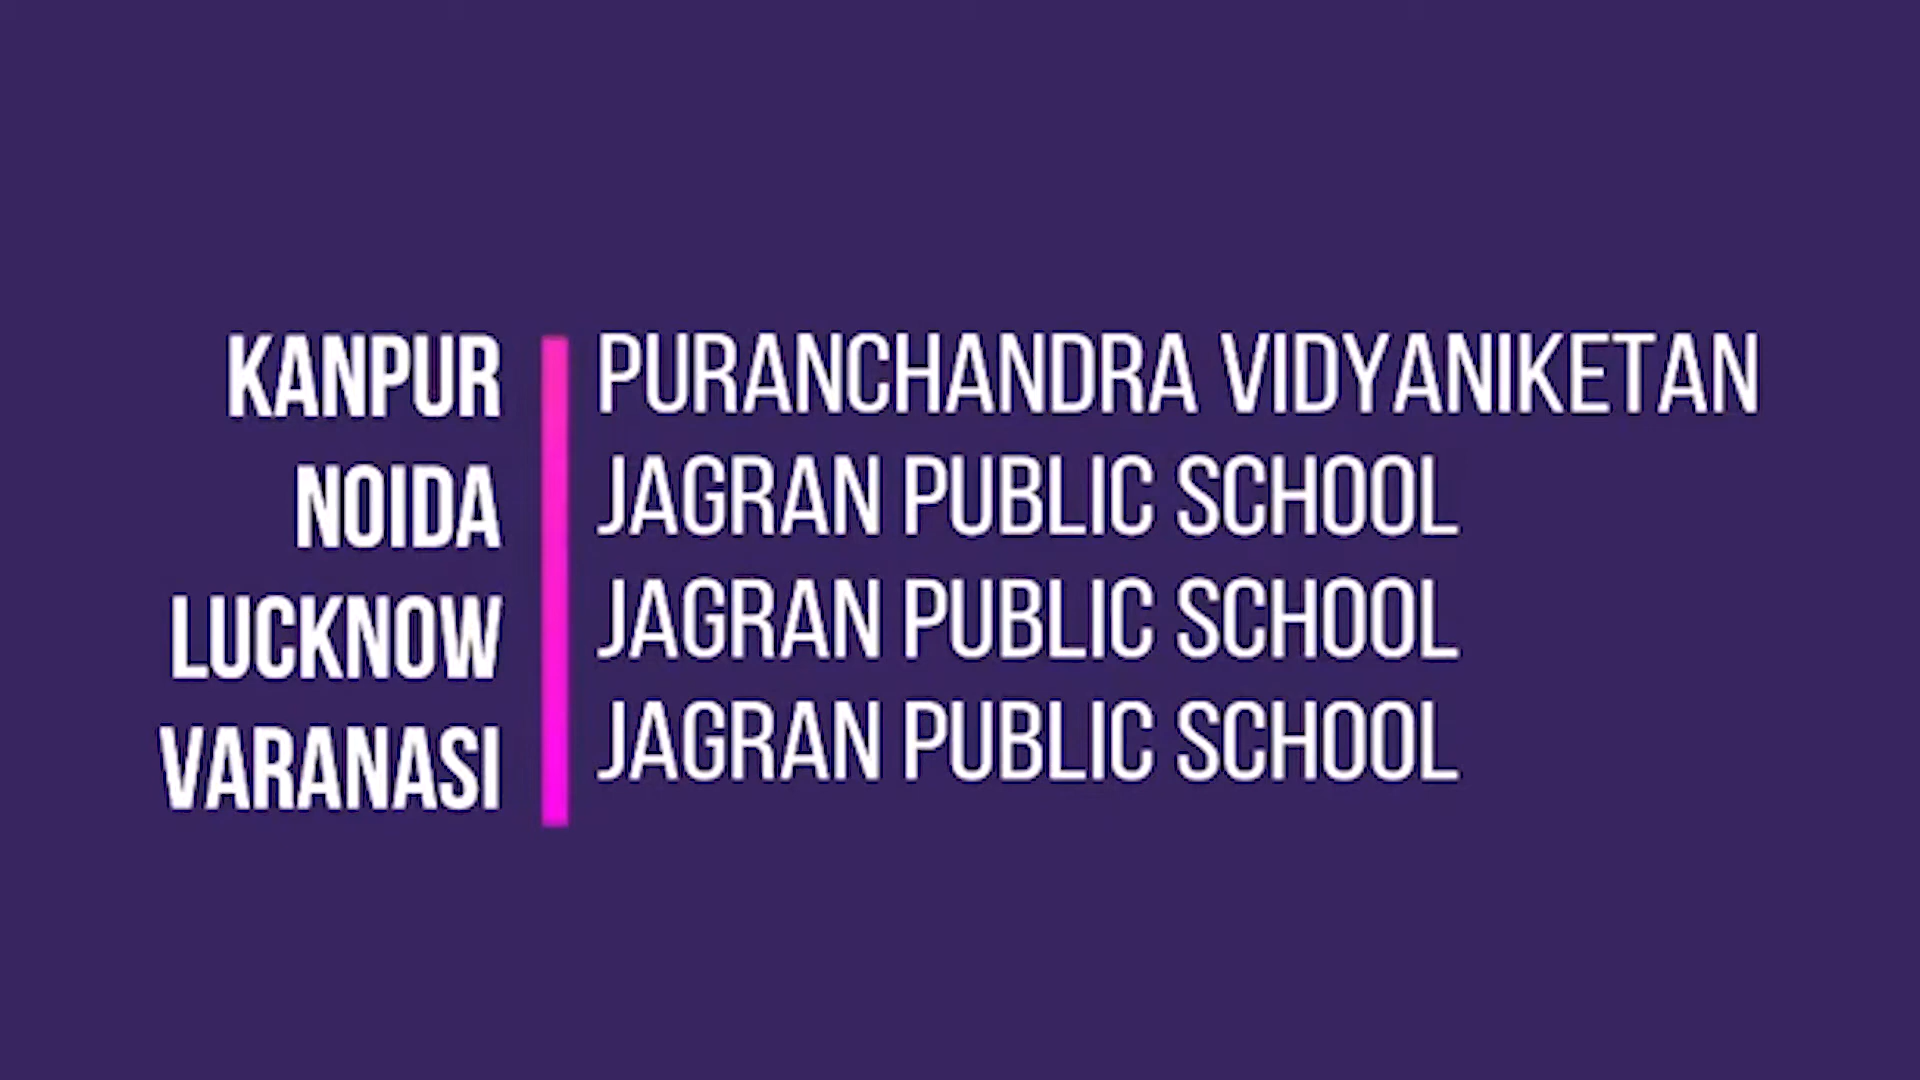 KANPUR PURANCHANDRA VIDYANIKETAN
NOIDA JAGRAN PUBLIC SCHOOL
LUCKNOW JAGRAN PUBLIC SCHOOL
VARANASI JAGRAN PUBLIC SCHOOL